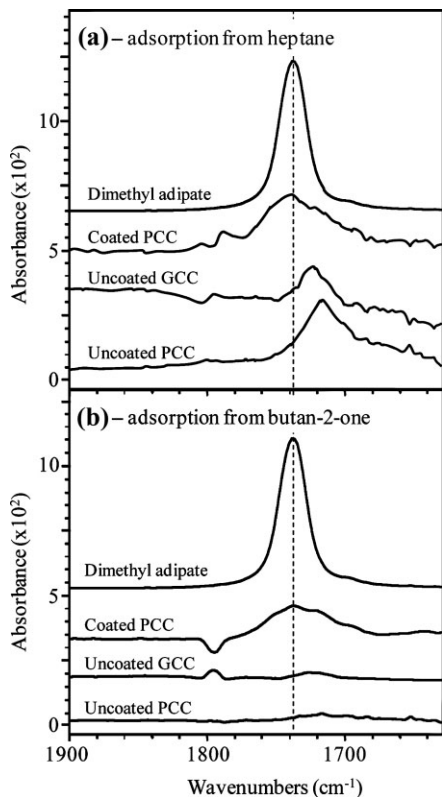 (a) – adsorption from heptane
10
Dimethyl adipate
5
Coated PCC
Uncoated GCC
Uncoated PCC
0
Absorbance (x10²)
(b) – adsorption from butan-2-one
10
Dimethyl adipate
5
Coated PCC
Uncoated GCC
Uncoated PCC
0
Absorbance (x10²)
1900 1800 1700
Wavenumbers (cm⁻¹)